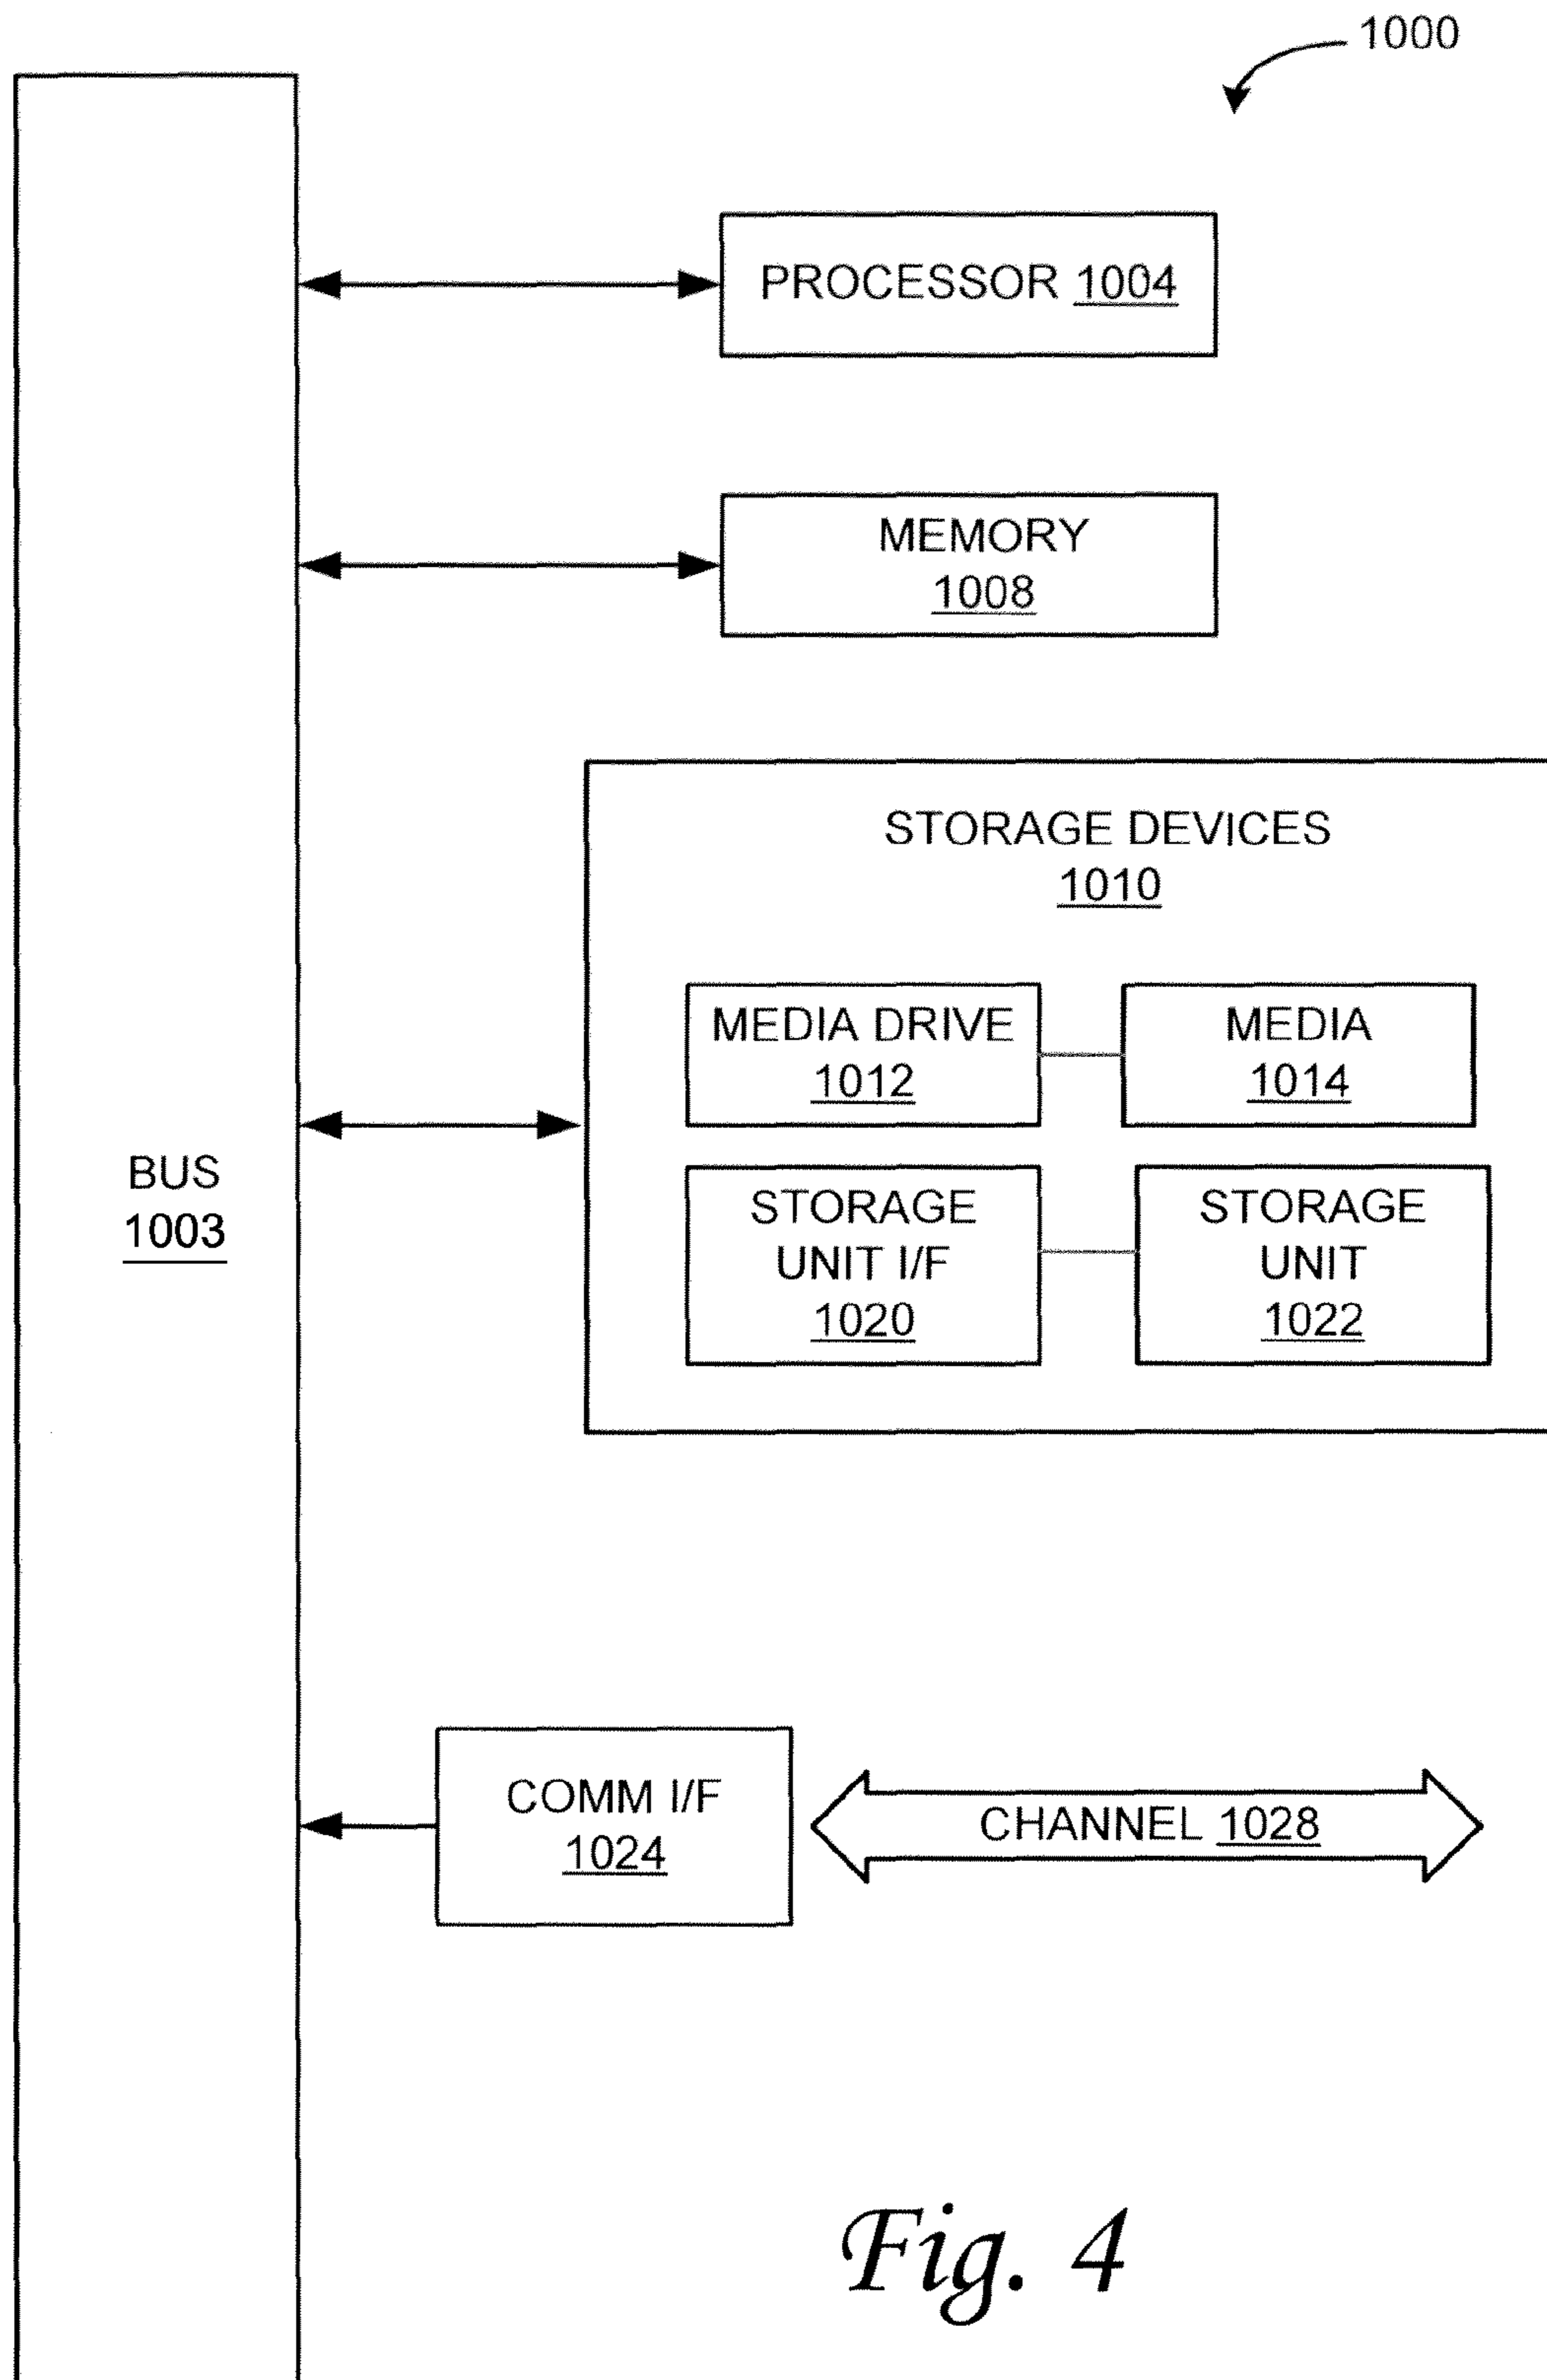 1000
PROCESSOR 1004
MEMORY
1008
STORAGE DEVICES
1010
MEDIA DRIVE
1012
MEDIA
1014
BUS
1003
STORAGE
UNIT I/F
1020
STORAGE
UNIT
1022
COMM I/F
1024
CHANNEL 1028
Fig. 4